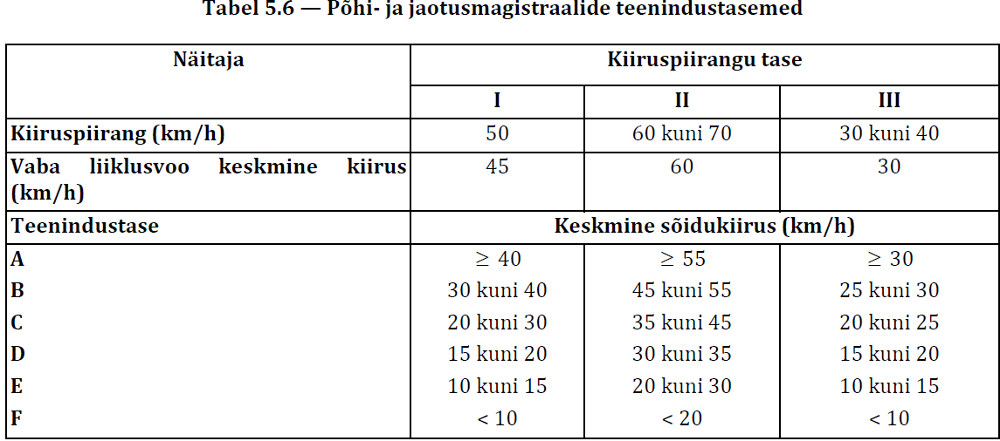 Tabel 5.6 — Põhi- ja jaotusmagistraalide teenindustasemed
Näitaja Kiiruspiirangu tase
I II III
Kiiruspiirang (km/h) 50 60 kuni 70 30 kuni 40
Vaba liiklusvoo keskmine kiirus (km/h) 45 60 30
Teenindustase Keskmine sõidukiirus (km/h)
A ≥ 40 ≥ 55 ≥ 30
B 30 kuni 40 45 kuni 55 25 kuni 30
C 20 kuni 30 35 kuni 45 20 kuni 25
D 15 kuni 20 30 kuni 35 15 kuni 20
E 10 kuni 15 20 kuni 30 10 kuni 15
F < 10 < 20 < 10